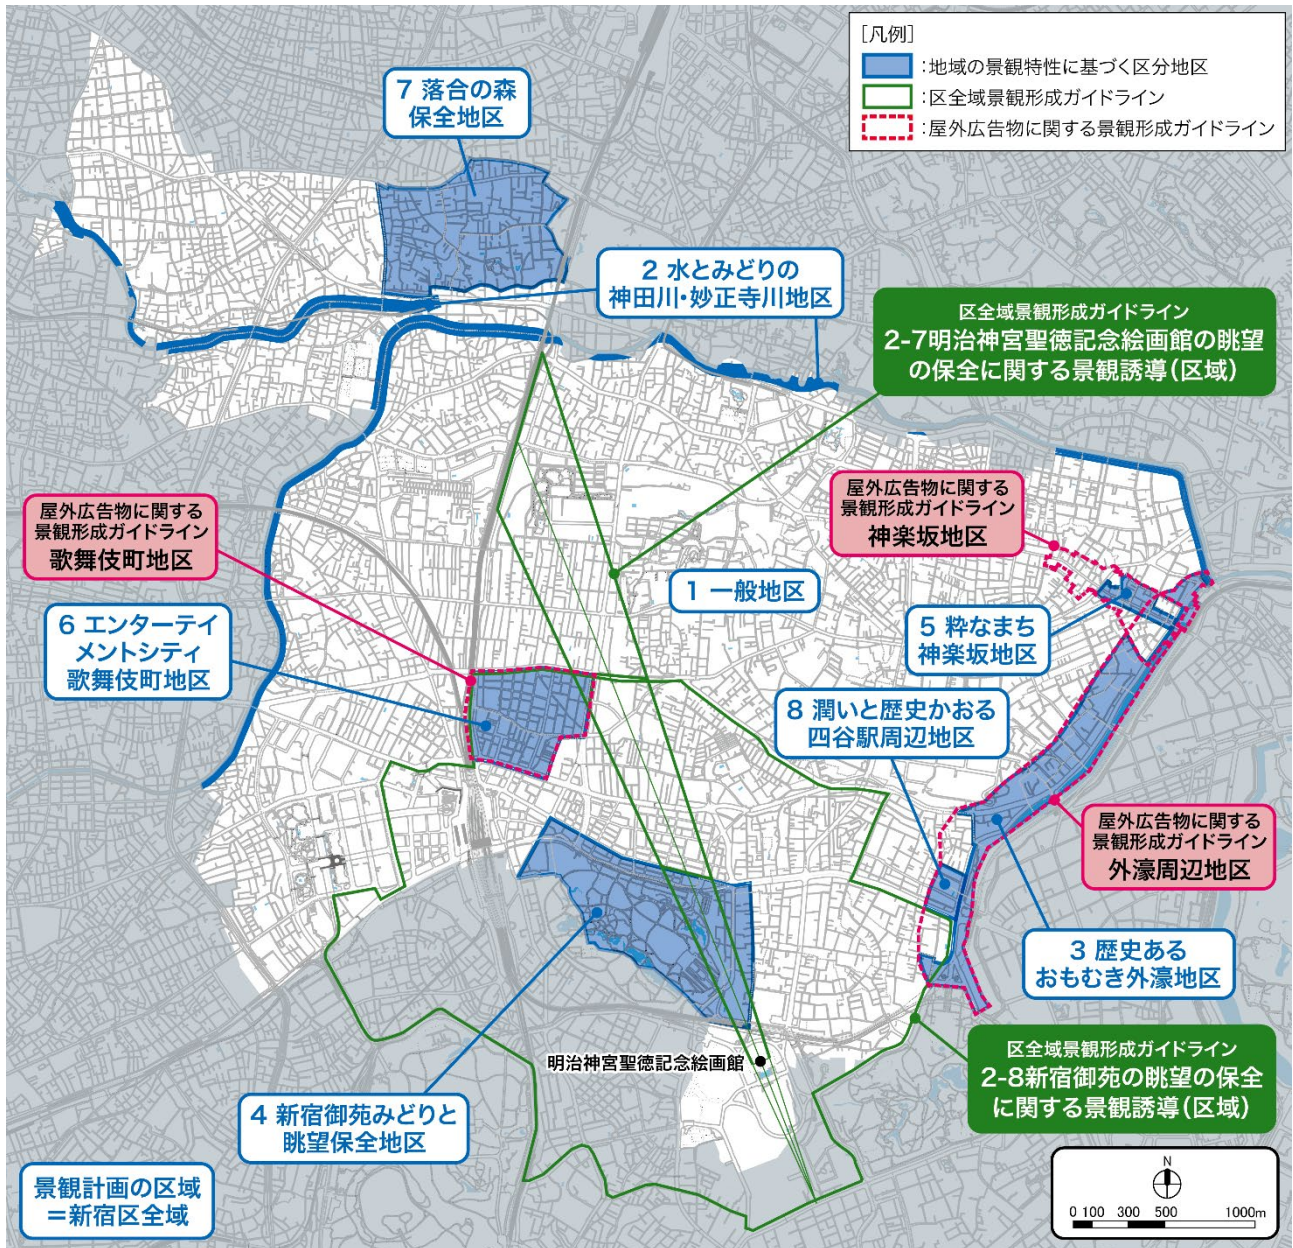 [凡例]
:地域の景観特性に基づく区分地区
:区全域景観形成ガイドライン
:屋外広告物に関する景観形成ガイドライン
7 落合の森
保全地区
2 水とみどりの
神田川・妙正寺川地区
区全域景観形成ガイドライン
2-7明治神宮聖徳記念絵画館の眺望
の保全に関する景観誘導(区域)
屋外広告物に関する
景観形成ガイドライン
神楽坂地区
屋外広告物に関する
景観形成ガイドライン
歌舞伎町地区
1 一般地区
6 エンターテイ
メントシティ
歌舞伎町地区
5 粋なまち
神楽坂地区
8 潤いと歴史かおる
四谷駅周辺地区
屋外広告物に関する
景観形成ガイドライン
外濠周辺地区
3 歴史ある
おもむき外濠地区
明治神宮聖徳記念絵画館
区全域景観形成ガイドライン
2-8新宿御苑の眺望の保全
に関する景観誘導(区域)
4 新宿御苑みどりと
眺望保全地区
景観計画の区域
=新宿区全域
N
0 100 300 500 1000m